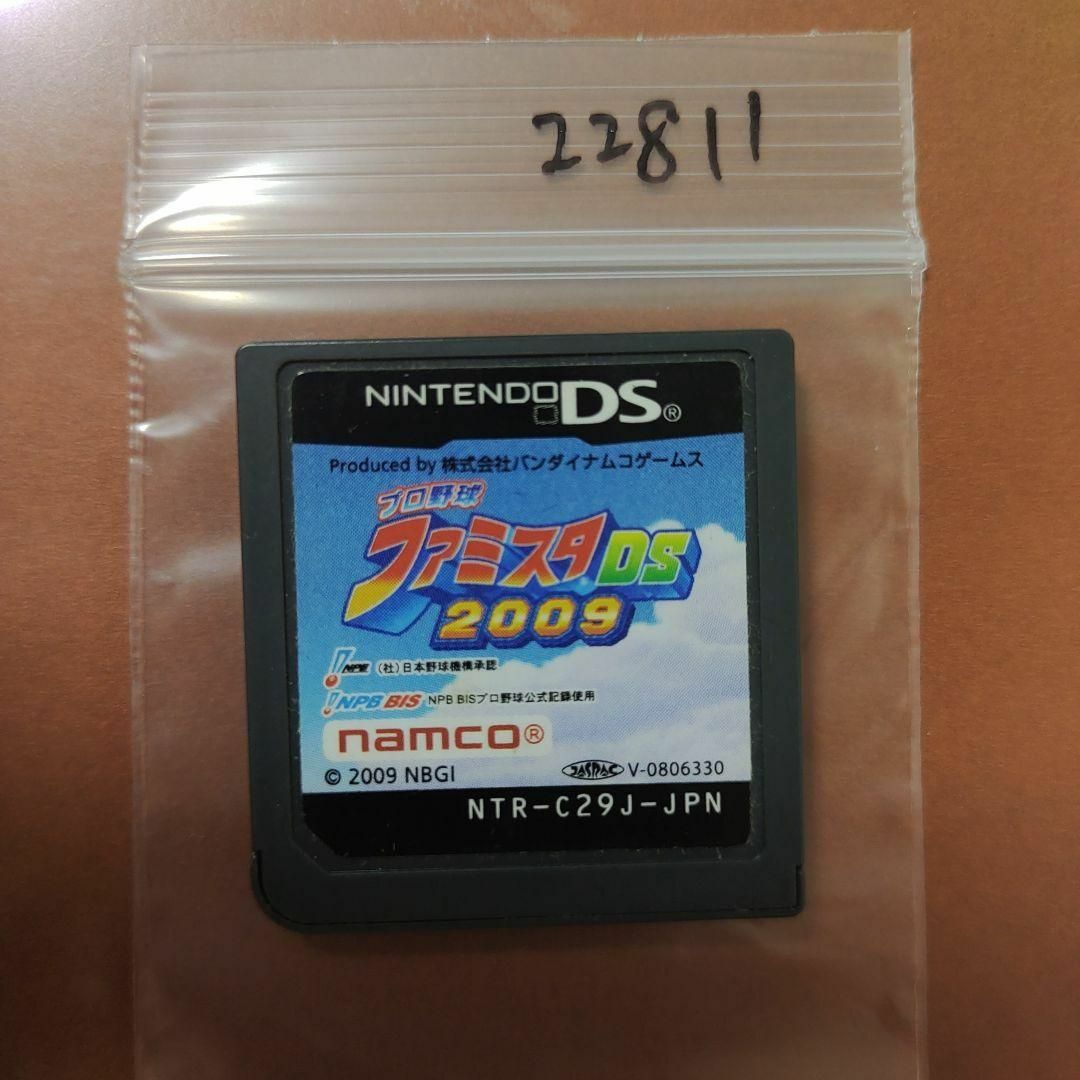 22811
NINTENDO DS®
Produced by 株式会社バンダイナムコゲームス
プロ野球
ファミスタDS
2009
NPB (社)日本野球機構承認
NPB BIS NPB BISプロ野球公式記録使用
namco®
© 2009 NBGI JASRAC V-0806330
NTR-C29J-JPN